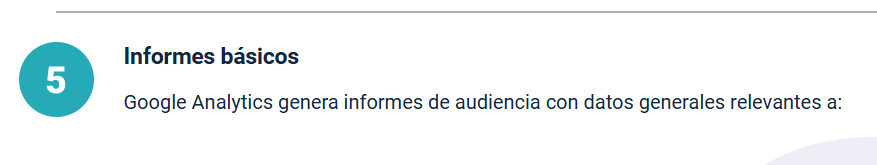 5
Informes básicos
Google Analytics genera informes de audiencia con datos generales relevantes a: